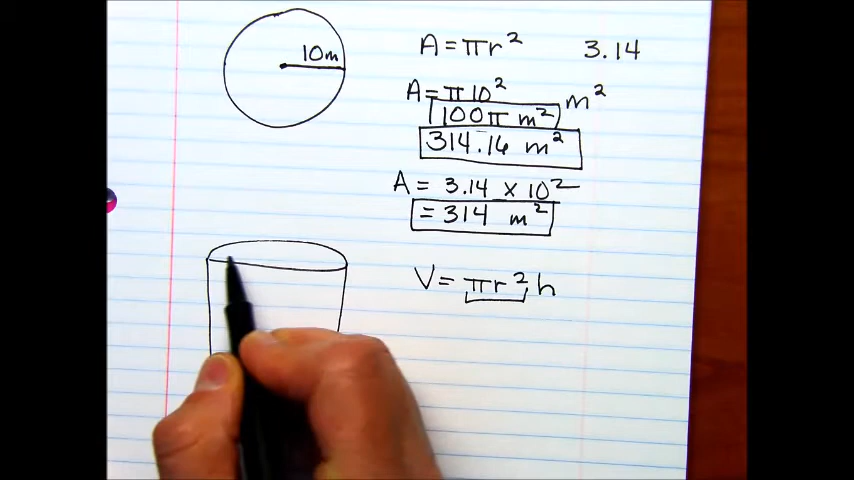 10m
A = πr² 3.14
A = π10²
100π m² m²
314.16 m²
A = 3.14 x 10²
= 314 m²
V = πr²h